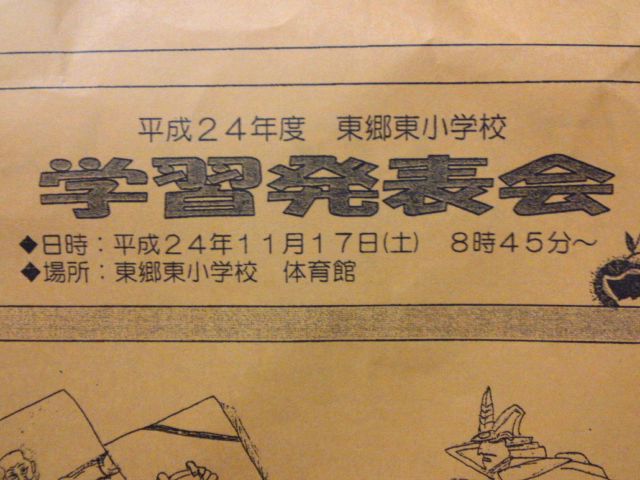 平成24年度　東郷東小学校
学習発表会
◆日時：平成24年11月17日(土)　8時45分～
◆場所：東郷東小学校　体育館